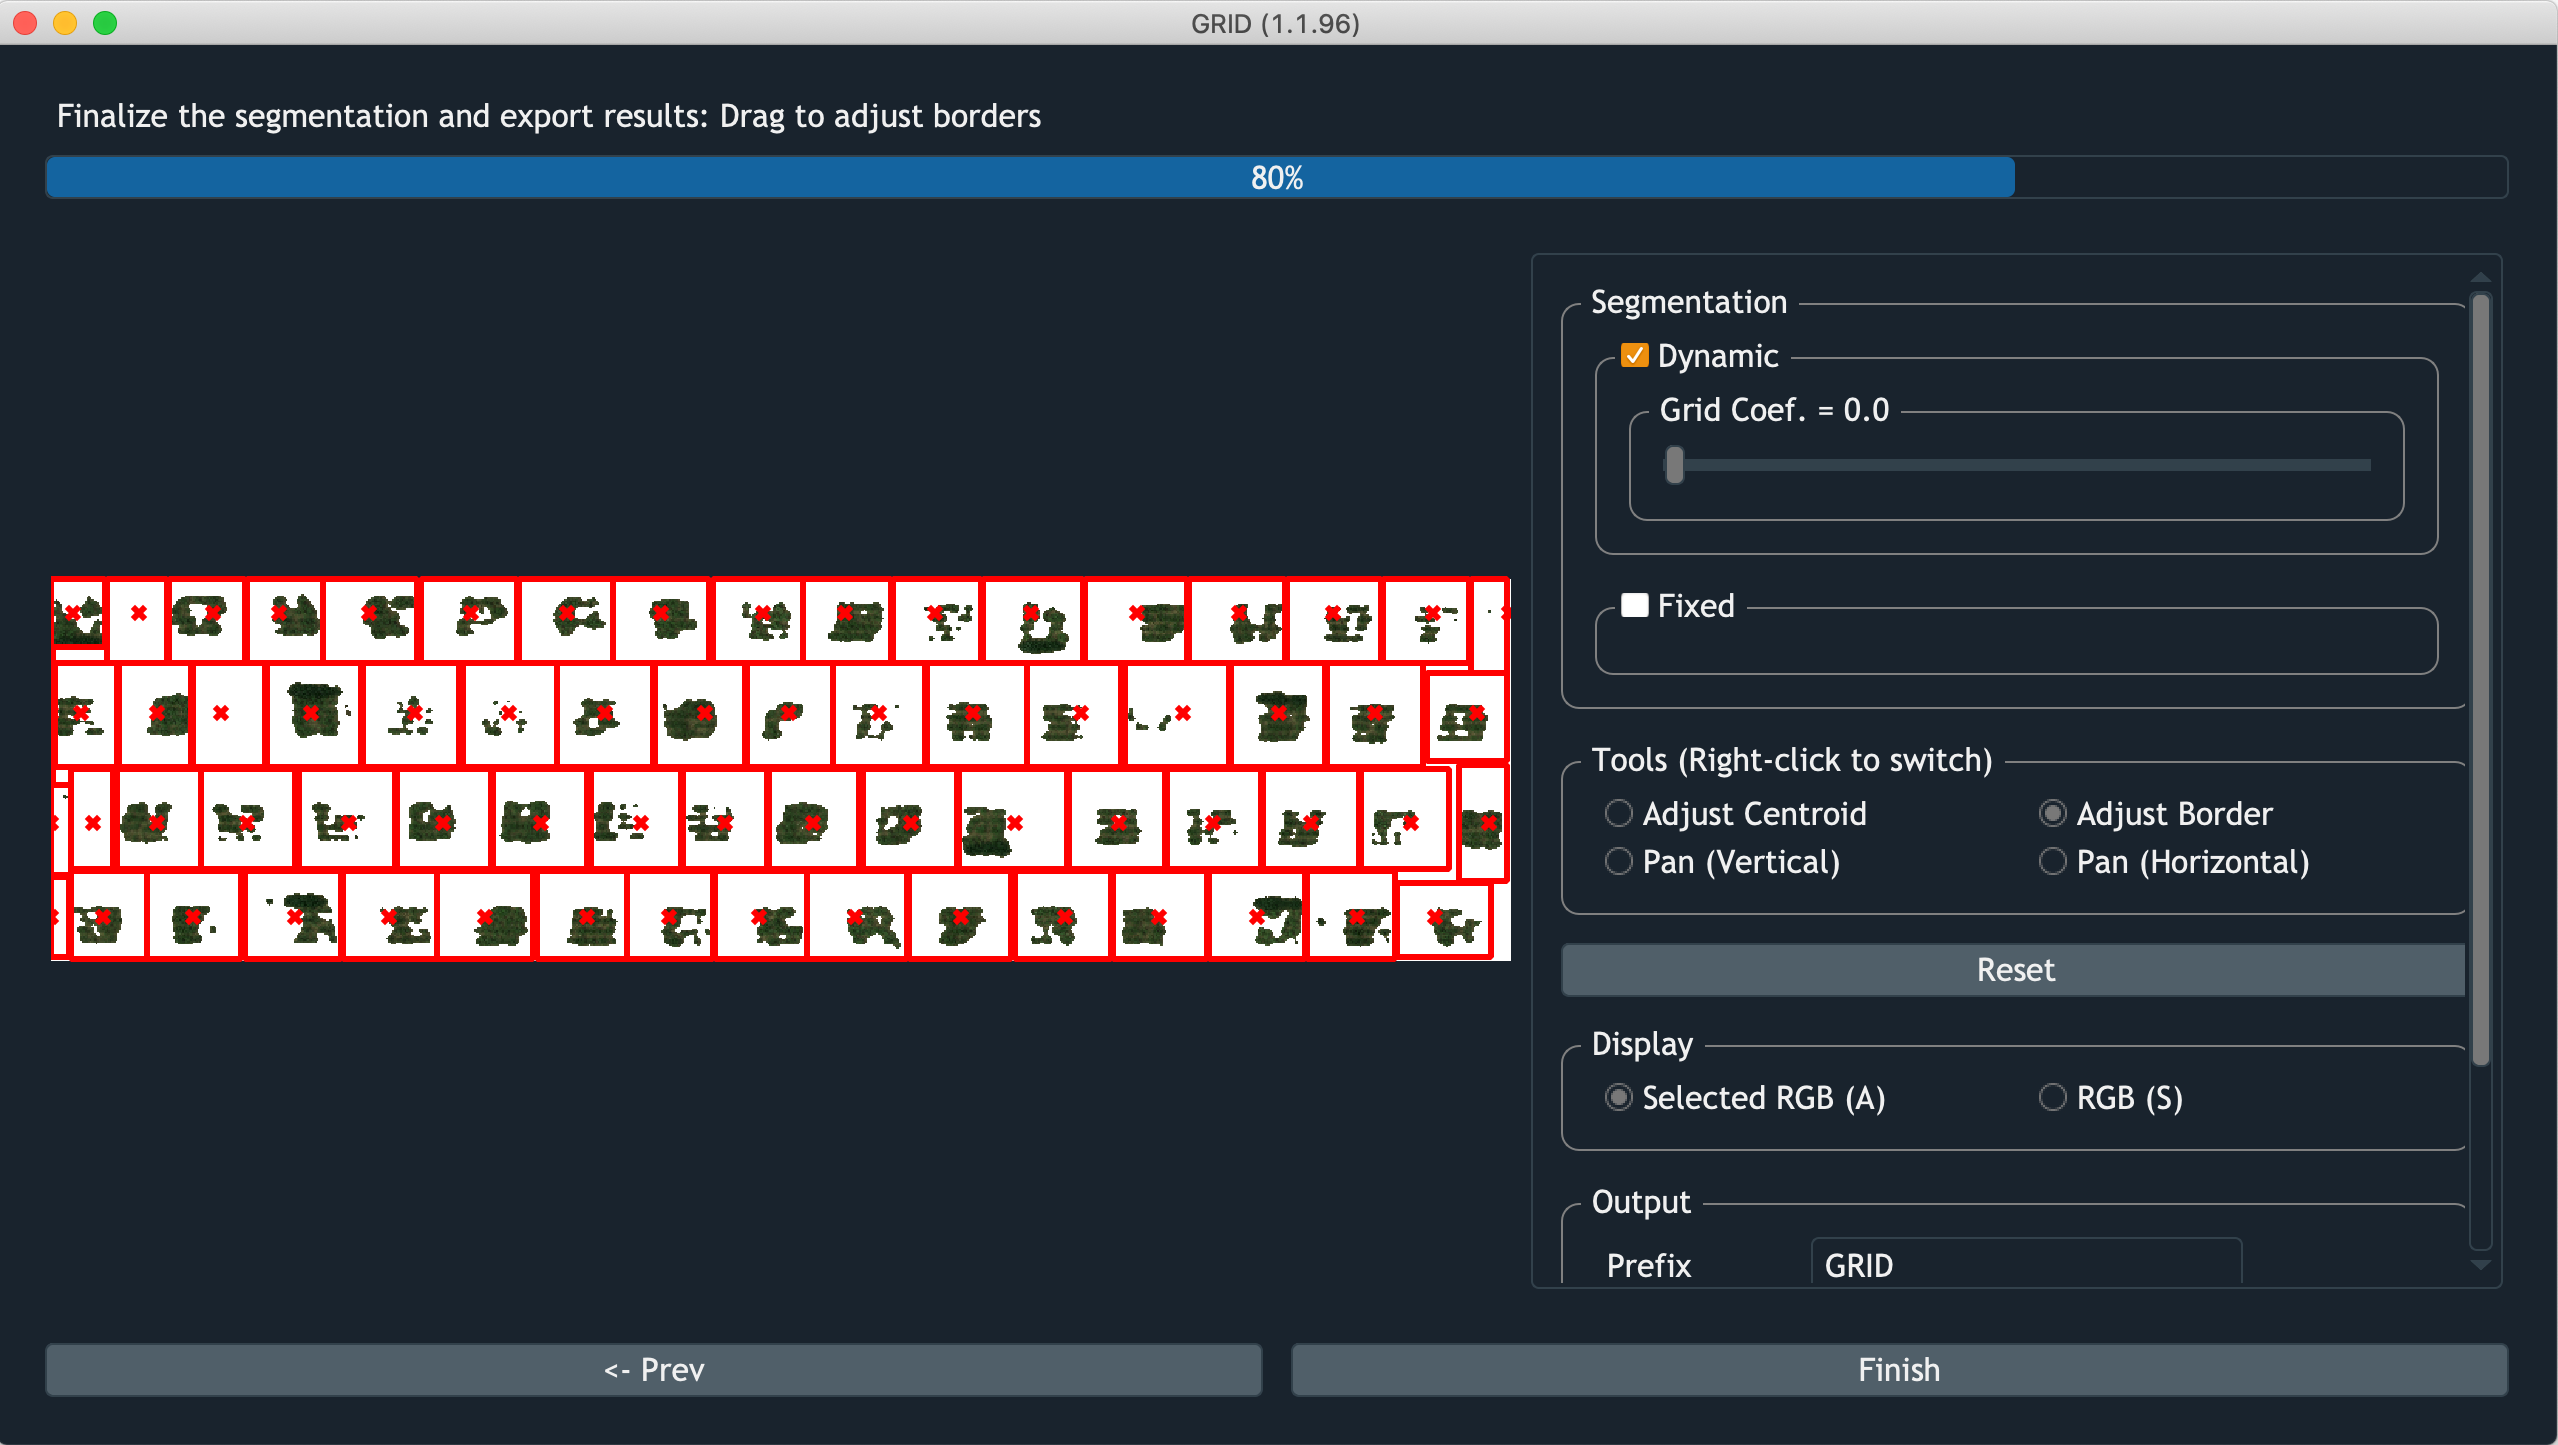 GRID (1.1.96)
Finalize the segmentation and export results: Drag to adjust borders
80%
Segmentation
Dynamic
Grid Coef. = 0.0
Fixed
Tools (Right-click to switch)
Adjust Centroid
Adjust Border
Pan (Vertical)
Pan (Horizontal)
Reset
Display
Selected RGB (A)
RGB (S)
Output
Prefix
GRID
<- Prev
Finish